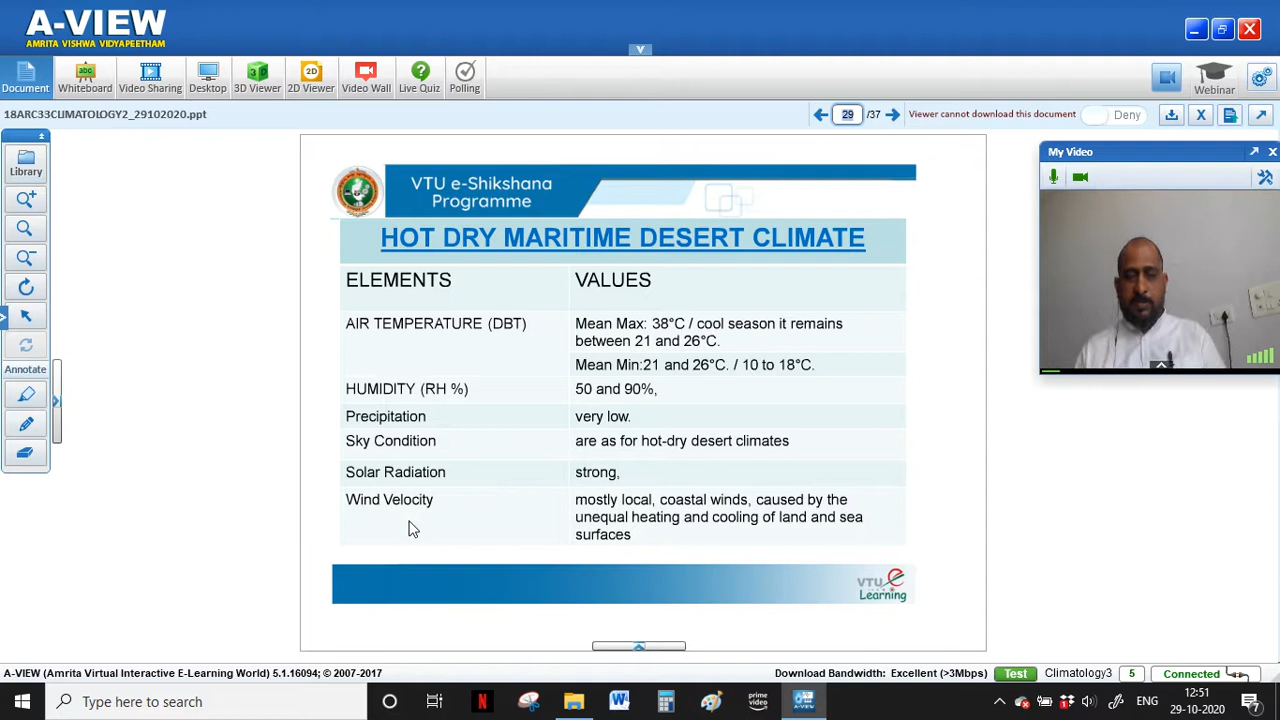 A-VIEW
AMRITA VISHWA VIDYAPEETHAM
V
Document
Whiteboard
Video Sharing
Desktop
3D Viewer
2D Viewer
Video Wall
Live Quiz
Polling
Webinar
abc
3D
2D
18ARC33CLIMATOLOGY2_29102020.ppt
29 /37
Viewer cannot download this document
Deny
X
Library
Annotate
My Video
VTU e-Shikshana
Programme
HOT DRY MARITIME DESERT CLIMATE
ELEMENTS VALUES
AIR TEMPERATURE (DBT) Mean Max: 38°C / cool season it remains
between 21 and 26°C.
Mean Min:21 and 26°C. / 10 to 18°C.
HUMIDITY (RH %) 50 and 90%,
Precipitation very low.
Sky Condition are as for hot-dry desert climates
Solar Radiation strong,
Wind Velocity mostly local, coastal winds, caused by the
unequal heating and cooling of land and sea
surfaces
VTU e
Learning
A-VIEW (Amrita Virtual Interactive E-Learning World) 5.1.16094; © 2007-2017
Download Bandwidth: Excellent (>3Mbps) Test Climatology3 5 Connected
Type here to search
N
W
prime
video
ENG
12:51
29-10-2020
7